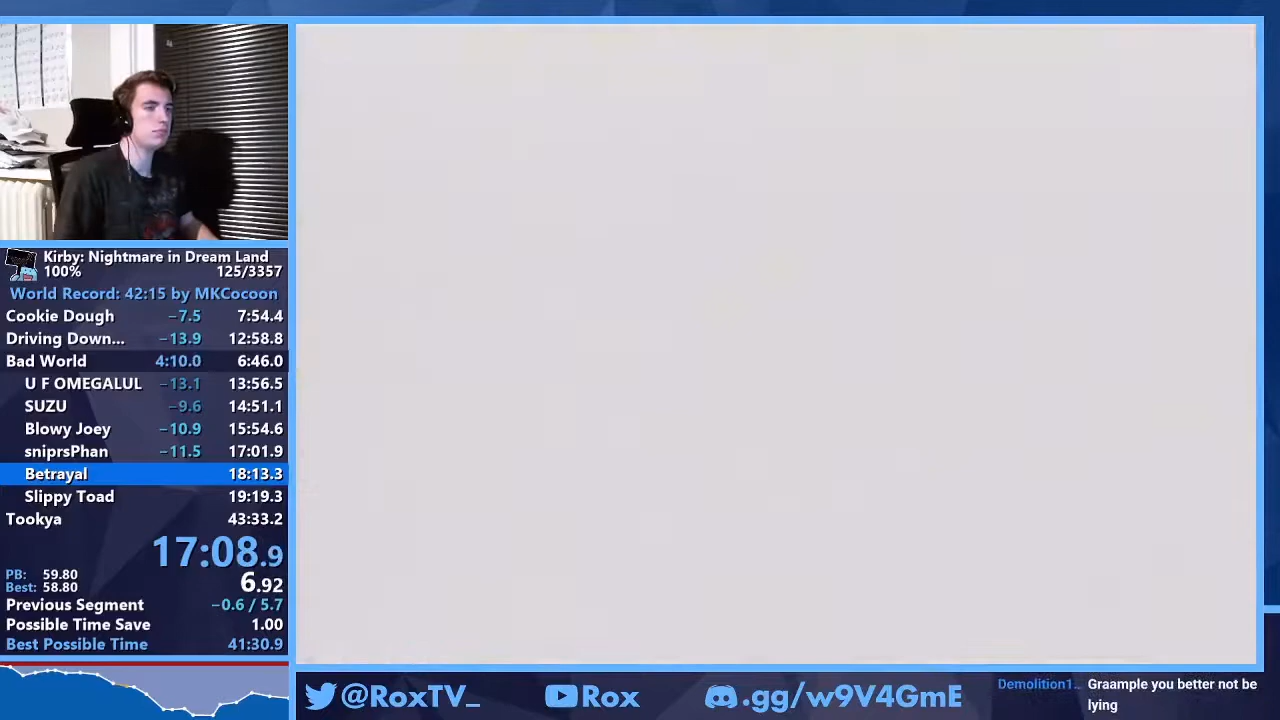 Kirby: Nightmare in Dream Land
100% 125/3357
World Record: 42:15 by MKCocoon
Cookie Dough -7.5 7:54.4
Driving Down... -13.9 12:58.8
Bad World 4:10.0 6:46.0
U F OMEGALUL -13.1 13:56.5
SUZU -9.6 14:51.1
Blowy Joey -10.9 15:54.6
sniprsPhan -11.5 17:01.9
Betrayal 18:13.3
Slippy Toad 19:19.3
Tookya 43:33.2
17:08.9
PB: 59.80
Best: 58.80 6.92
Previous Segment -0.6 / 5.7
Possible Time Save 1.00
Best Possible Time 41:30.9
@RoxTV_ Rox .gg/w9V4GmE
Demolition1.. Graample you better not be
lying